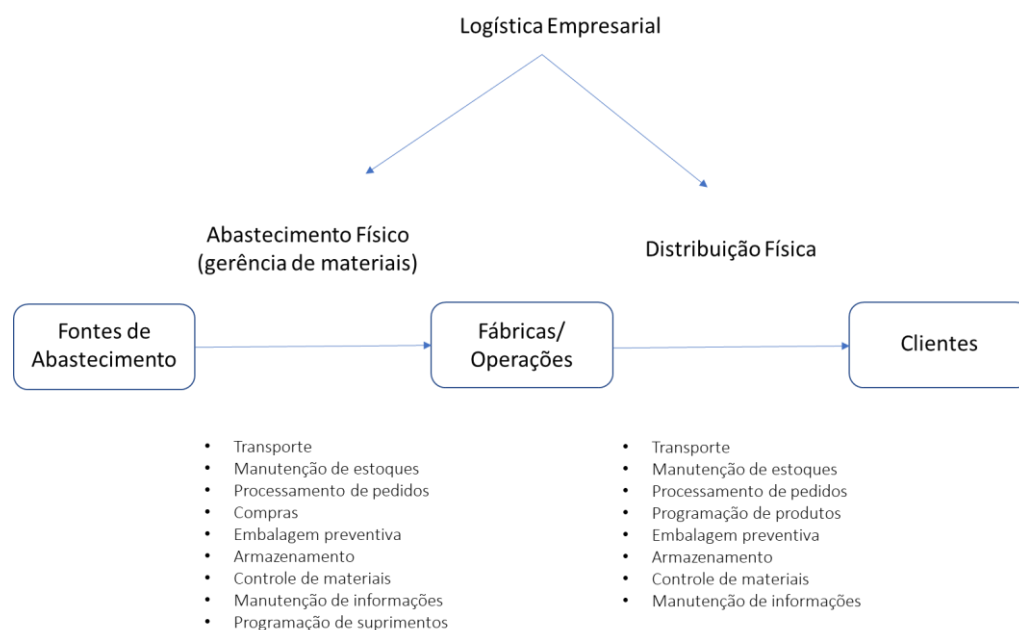 Logística Empresarial
Abastecimento Físico
(gerência de materiais)
Distribuição Física
Fontes de
Abastecimento
Fábricas/
Operações
Clientes
• Transporte
• Manutenção de estoques
• Processamento de pedidos
• Compras
• Embalagem preventiva
• Armazenamento
• Controle de materiais
• Manutenção de informações
• Programação de suprimentos
• Transporte
• Manutenção de estoques
• Processamento de pedidos
• Programação de produtos
• Embalagem preventiva
• Armazenamento
• Controle de materiais
• Manutenção de informações